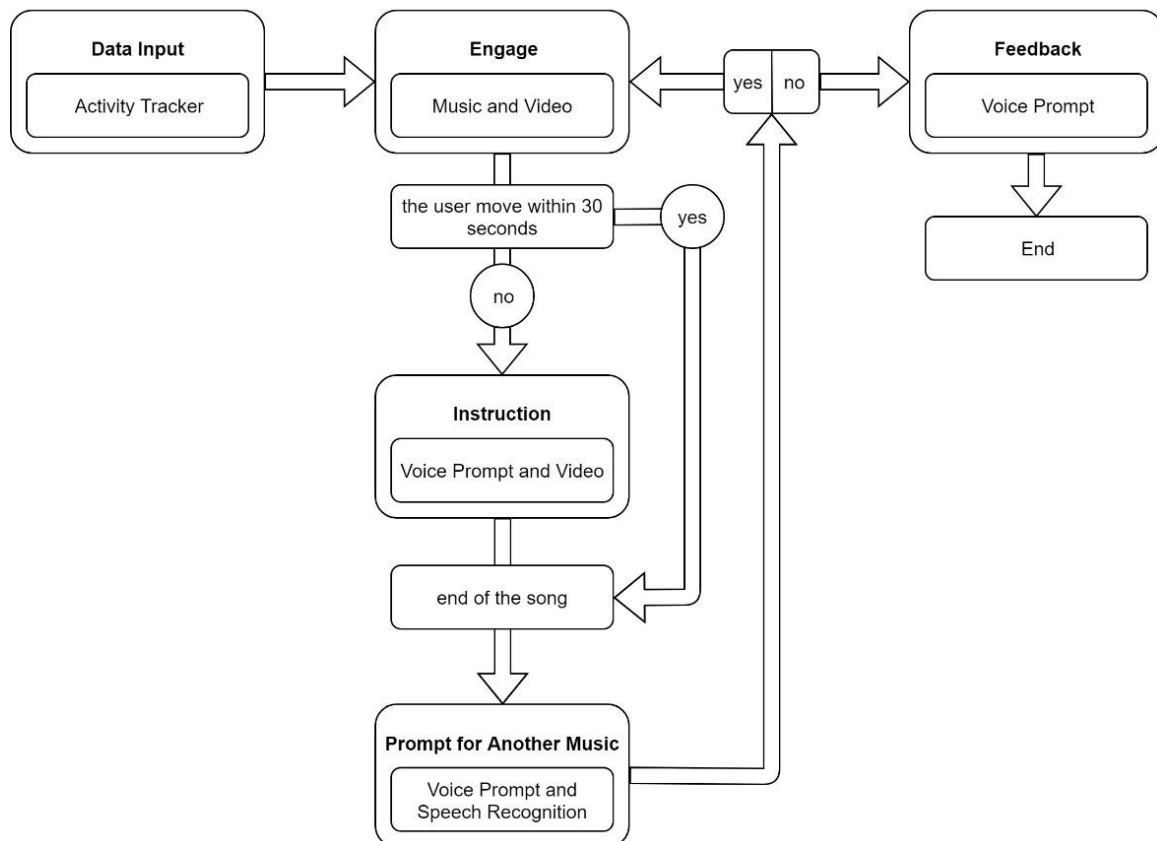 Data Input
Activity Tracker
Engage
Music and Video
yes
no
Feedback
Voice Prompt
the user move within 30
seconds
yes
End
no
Instruction
Voice Prompt and Video
end of the song
Prompt for Another Music
Voice Prompt and
Speech Recognition